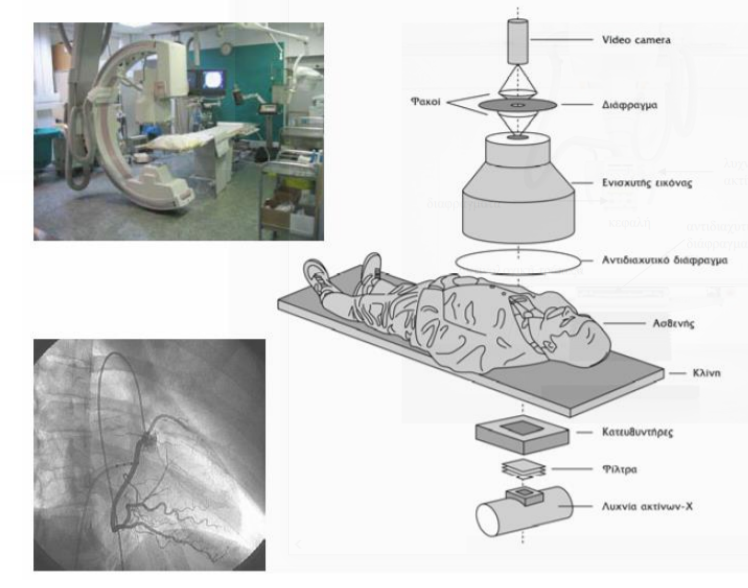 Video camera
Φακοί
Διάφραγμα
Ενισχυτής εικόνας
Αντιδιαχυτικό διάφραγμα
Ασθενής
Κλίνη
Κατευθυντήρες
Φίλτρα
Λυχνία ακτίνων-Χ